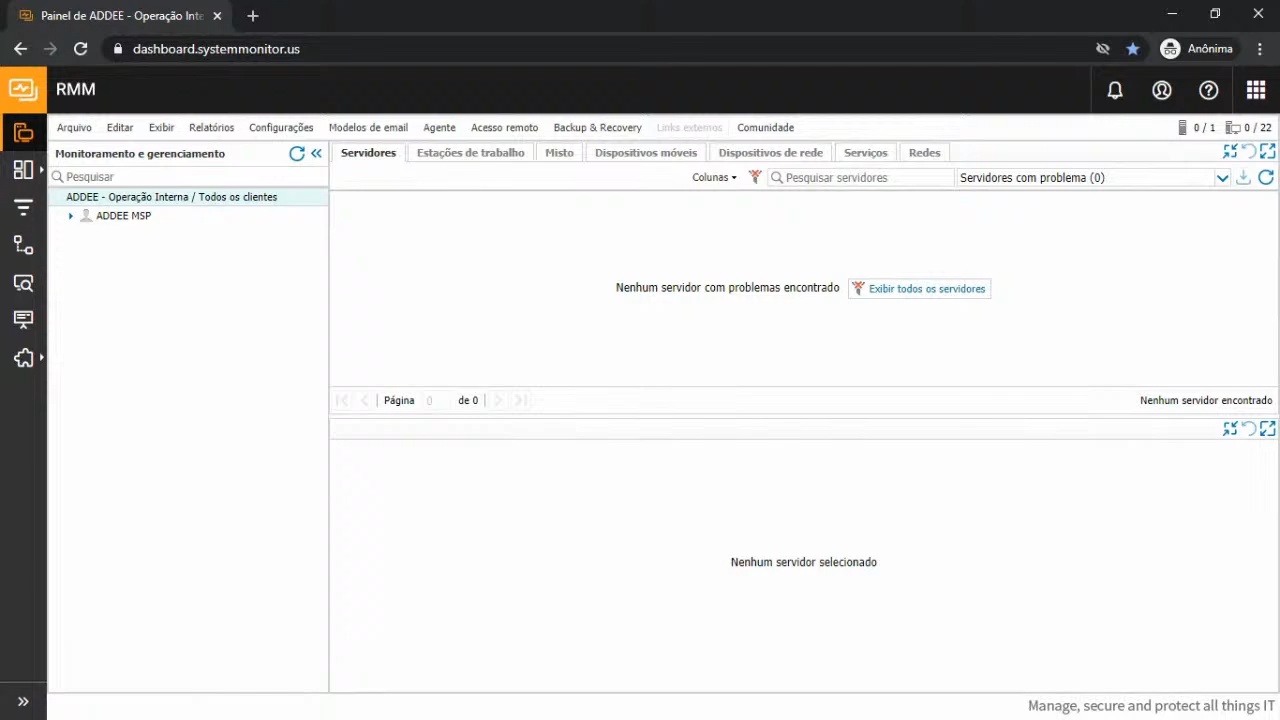 Painel de ADDEE - Operação Inte
dashboard.systemmonitor.us
Anônima
RMM
Arquivo Editar Exibir Relatórios Configurações Modelos de email Agente Acesso remoto Backup & Recovery Links externos Comunidade 0 / 1 0 / 22
Monitoramento e gerenciamento
Servidores Estações de trabalho Misto Dispositivos móveis Dispositivos de rede Serviços Redes
Pesquisar
Colunas Pesquisar servidores Servidores com problema (0)
ADDEE - Operação Interna / Todos os clientes
ADDEE MSP
Nenhum servidor com problemas encontrado Exibir todos os servidores
Página 0 de 0 Nenhum servidor encontrado
Nenhum servidor selecionado
Manage, secure and protect all things IT